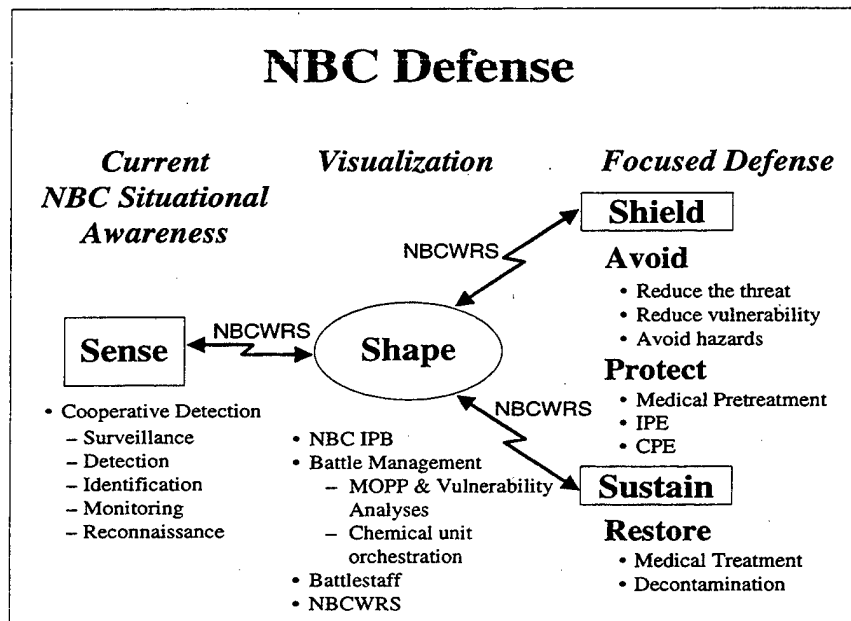 NBC Defense
Current
NBC Situational
Awareness
Visualization
Focused Defense
Sense
NBCWRS
Shape
NBCWRS
NBCWRS
Shield
Avoid
• Reduce the threat
• Reduce vulnerability
• Avoid hazards
Protect
• Medical Pretreatment
• IPE
• CPE
Sustain
Restore
• Medical Treatment
• Decontamination
• Cooperative Detection
– Surveillance
– Detection
– Identification
– Monitoring
– Reconnaissance
• NBC IPB
• Battle Management
– MOPP & Vulnerability
Analyses
– Chemical unit
orchestration
• Battlestaff
• NBCWRS